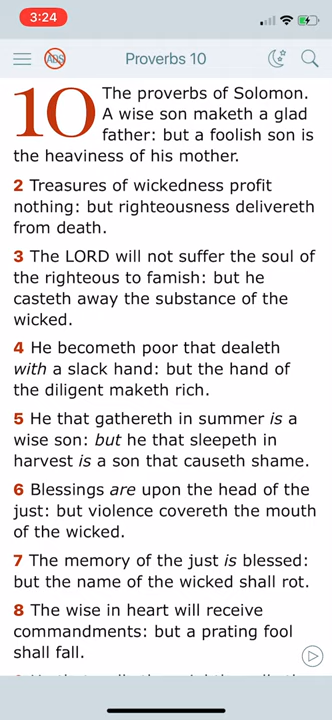 3:24
ADS
Proverbs 10
10 The proverbs of Solomon.
A wise son maketh a glad
father: but a foolish son is
the heaviness of his mother.
2 Treasures of wickedness profit
nothing: but righteousness delivereth
from death.
3 The LORD will not suffer the soul of
the righteous to famish: but he
casteth away the substance of the
wicked.
4 He becometh poor that dealeth
with a slack hand: but the hand of
the diligent maketh rich.
5 He that gathereth in summer is a
wise son: but he that sleepeth in
harvest is a son that causeth shame.
6 Blessings are upon the head of the
just: but violence covereth the mouth
of the wicked.
7 The memory of the just is blessed:
but the name of the wicked shall rot.
8 The wise in heart will receive
commandments: but a prating fool
shall fall.